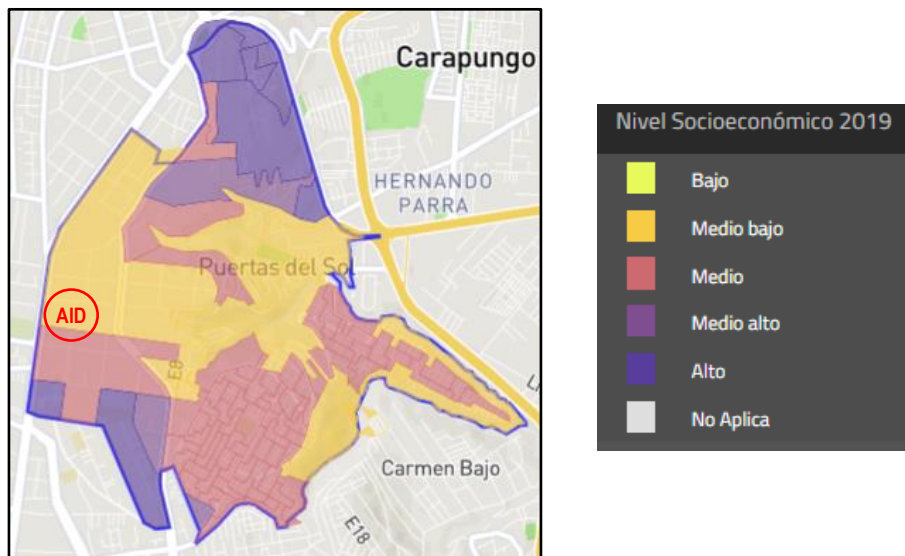 Carapungo
HERNANDO
PARRA
Puertas del Sol
AID
E8
Carmen Bajo
E18
Nivel Socioeconómico 2019
Bajo
Medio bajo
Medio
Medio alto
Alto
No Aplica